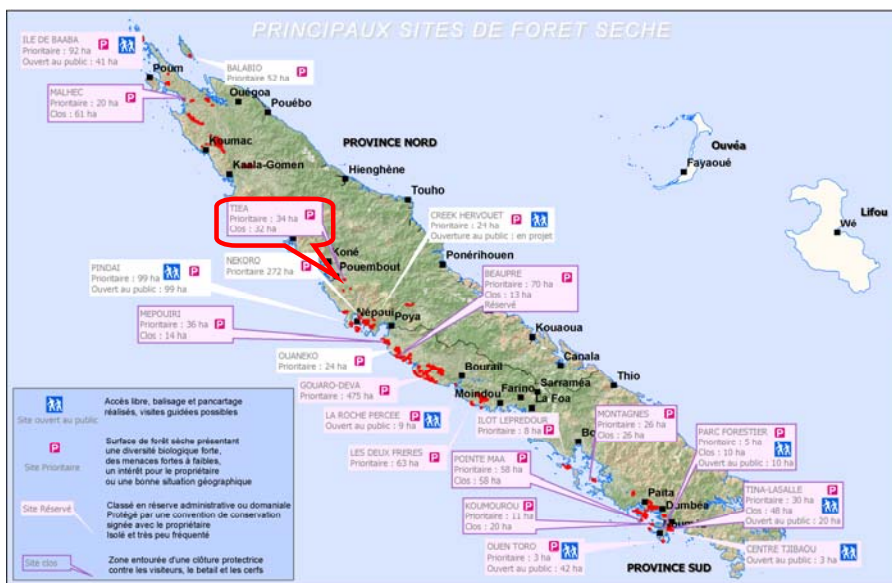 PRINCIPAUX SITES DE FORET SECHE
ILE DE BAABA
Prioritaire : 92 ha
Ouvert au public : 41 ha
P
BALABIO
Prioritaire 52 ha
P
Poum
MALHEC
Prioritaire : 20 ha
Clos : 61 ha
P
Ouégoa
Pouébo
Koumac
Kaala-Gomen
PROVINCE NORD
Hienghène
Touho
Ouvéa
Fayaoué
Lifou
Wé
TIEA
Prioritaire : 34 ha
Clos : 32 ha
P
CREEK HERVOUET
Prioritaire : 24 ha
Ouverture au public : en projet
P
Koné
Pouembout
Ponérihouen
NEKORO
Prioritaire 272 ha
P
PINDAI
Prioritaire : 99 ha
Ouvert au public : 99 ha
P
BEAUPRE
Prioritaire : 70 ha
Clos : 13 ha
Réservé
P
MEPOUIRI
Prioritaire : 36 ha
Clos : 14 ha
P
Népoui
Poya
Kouaoua
OUANEKO
Prioritaire : 24 ha
P
Canala
Thio
Bourail
GOUARO-DEVA
Prioritaire : 475 ha
P
Moindou
Farino
Sarraméa
La Foa
LA ROCHE PERCEE
Ouvert au public : 9 ha
P
ILOT LEPREDOUR
Prioritaire : 8 ha
P
MONTAGNES
Prioritaire : 26 ha
Clos : 26 ha
P
LES DEUX FRERES
Prioritaire : 63 ha
P
PARC FORESTIER
Prioritaire : 5 ha
Clos : 10 ha
Ouvert au public : 10 ha
P
POINTE MAA
Prioritaire : 58 ha
Clos : 58 ha
P
Païta
Dumbéa
TINA-LASALLE
Prioritaire : 30 ha
Clos : 48 ha
Ouvert au public : 20 ha
P
KOUMOUROU
Prioritaire : 11 ha
Clos : 20 ha
P
OUEN TORO
Prioritaire : 3 ha
Ouvert au public : 42 ha
CENTRE TJIBAOU
Ouvert au public : 3 ha
PROVINCE SUD
Site ouvert au public
Accès libre, balisage et pancartage
réalisés, visites guidées possibles
P
Site Prioritaire
Surface de forêt sèche présentant
une diversité biologique forte,
des menaces fortes à faibles,
un intérêt pour le propriétaire
ou une bonne situation géographique
Site Réservé
Classé en réserve administrative ou domaniale
Protégé par une convention de conservation
signée avec le propriétaire
Isolé et très peu fréquenté
Site clos
Zone entourée d'une clôture protectrice
contre les visiteurs, le betail et les cerfs